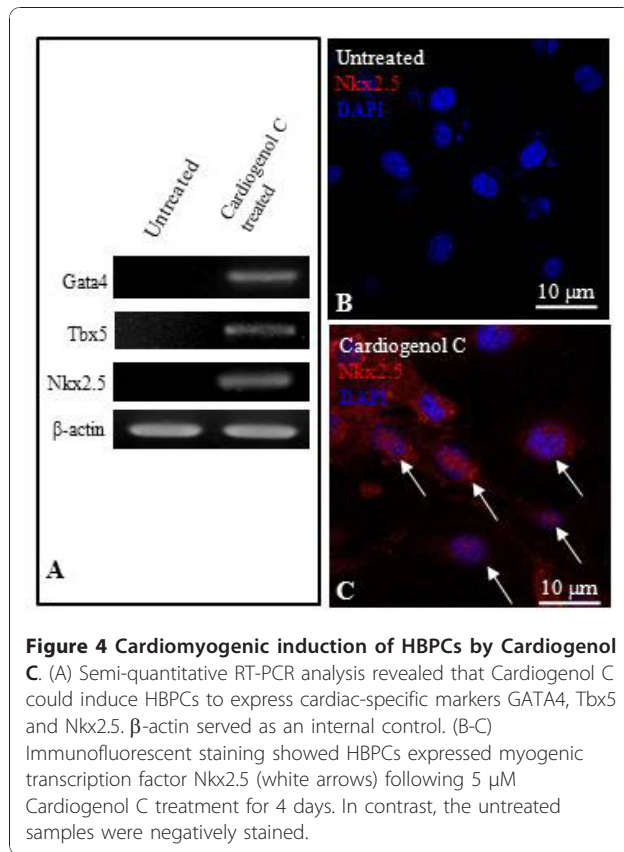 Untreated
Cardiogenol C
treated
Gata4
Tbx5
Nkx2.5
β-actin
A
Untreated
Nkx2.5
DAPI
B
10 µm
Cardiogenol C
Nkx2.5
DAPI
C
10 µm
Figure 4 Cardiomyogenic induction of HBPCs by Cardiogenol
C. (A) Semi-quantitative RT-PCR analysis revealed that Cardiogenol C
could induce HBPCs to express cardiac-specific markers GATA4, Tbx5
and Nkx2.5. β-actin served as an internal control. (B-C)
Immunofluorescent staining showed HBPCs expressed myogenic
transcription factor Nkx2.5 (white arrows) following 5 µM
Cardiogenol C treatment for 4 days. In contrast, the untreated
samples were negatively stained.